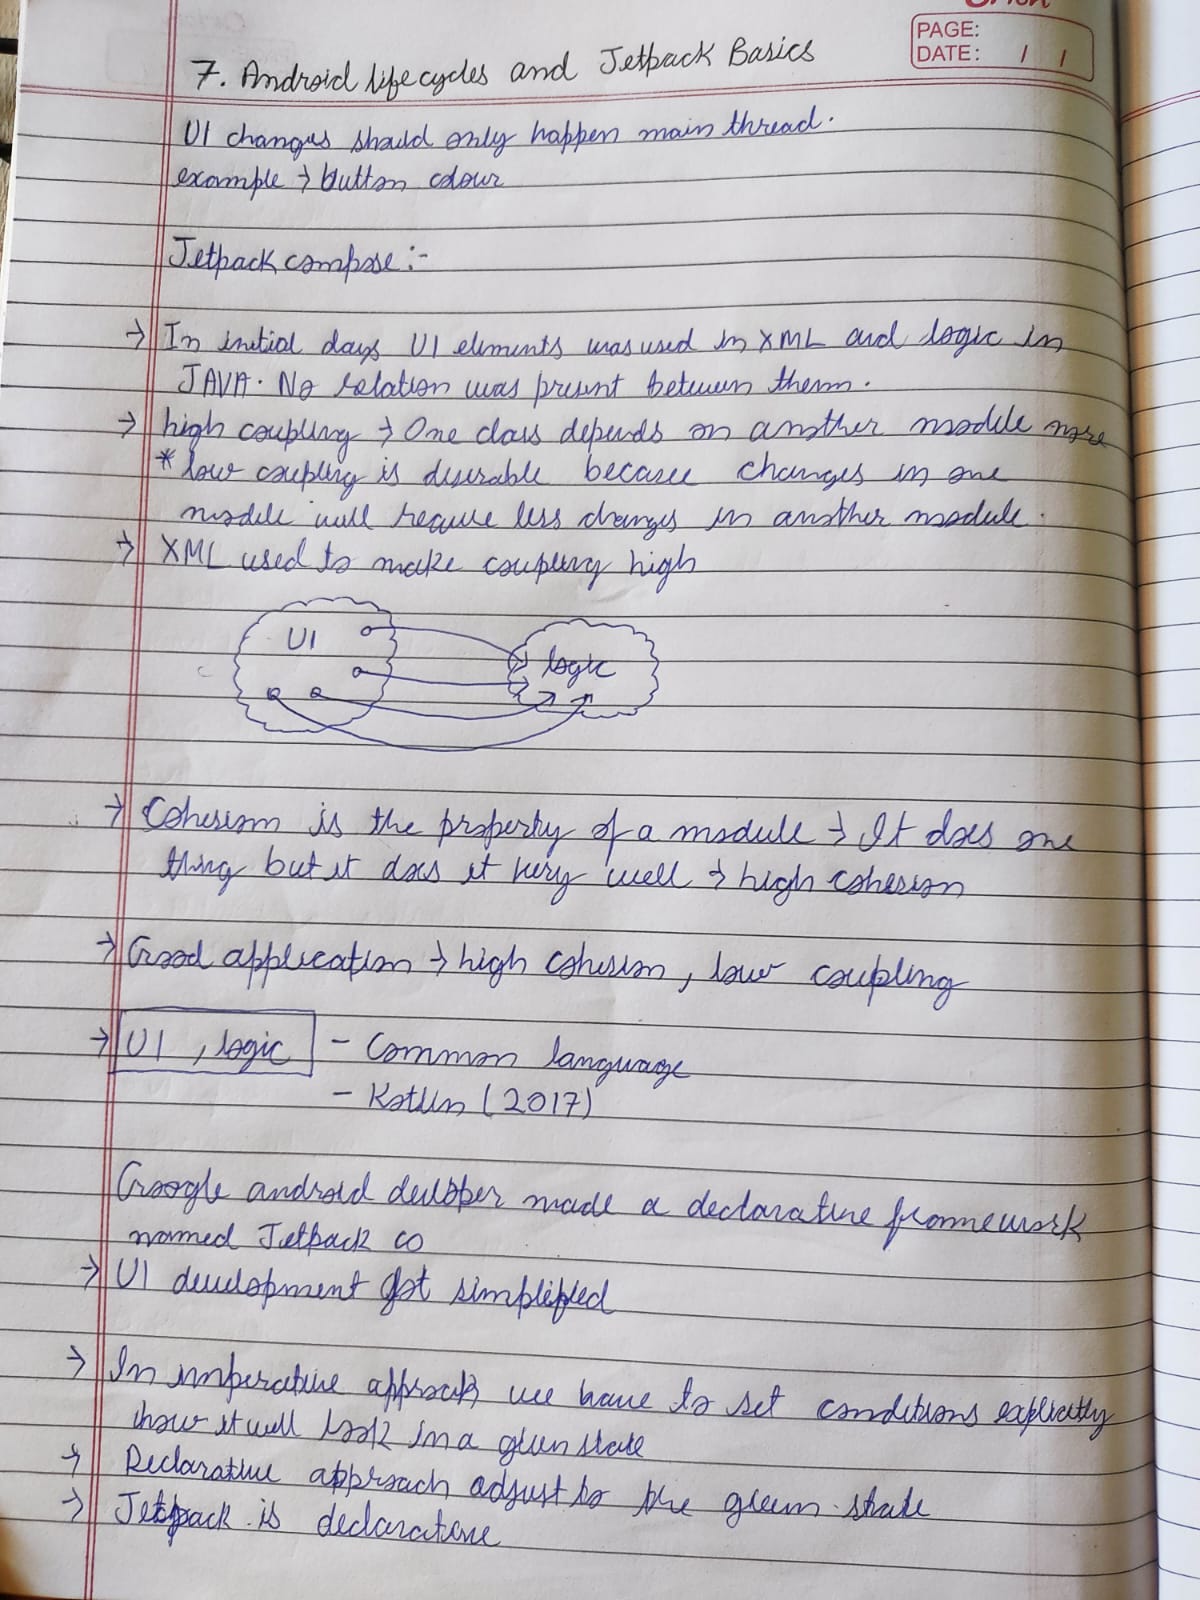 PAGE:
DATE: / /
7. Android lifecycles and Jetpack Basics
UI changes should only happen main thread.
example → button colour
Jetpack compose :-
→ In initial days UI elements was used in XML and logic in
JAVA. No relation was present between them.
→ high coupling → One class depends on another module more
* low coupling is desirable because changes in one
module will require less changes in another module.
→ XML used to make coupling high
UI
logic
→ Cohesion is the property of a module → It does one
thing but it does it very well → high cohesion
→ Good application → high cohesion, low coupling
→ UI , logic - Common language
- Kotlin (2017)
Google android developer made a declarative framework
named Jetpack co
→ UI development got simplified
→ In imperative approach we have to set conditions explicitly
how it will look in a given state
→ Declarative approach adjust to the given state
→ Jetpack is declarative